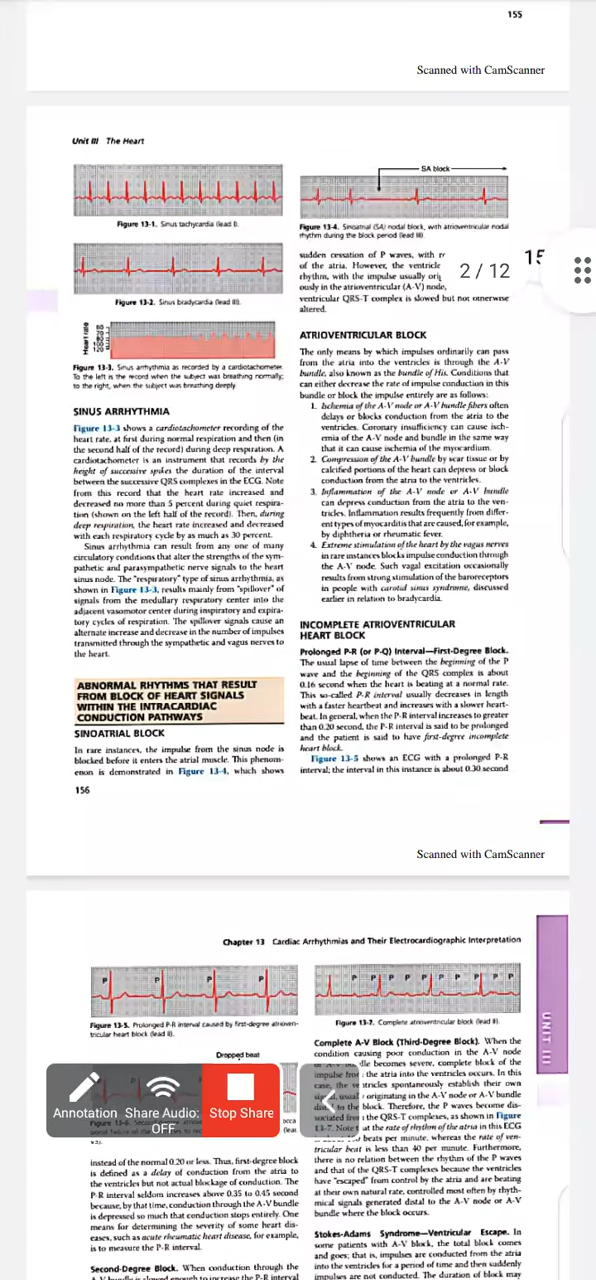 155
Scanned with CamScanner
Unit III The Heart
Figure 13-1. Sinus tachycardia (lead I).
Figure 13-2. Sinus bradycardia (lead III).
Heart rate
60
70
80
100
120
Figure 13-3. Sinus arrhythmia as recorded by a cardiotachometer.
To the left is the record when the subject was breathing normally;
to the right, when the subject was breathing deeply.
SINUS ARRHYTHMIA
Figure 13-3 shows a cardiotachometer recording of the
heart rate, at first during normal respiration and then (in
the second half of the record) during deep respiration. A
cardiotachometer is an instrument that records by the
height of successive spikes the duration of the interval
between the successive QRS complexes in the ECG. Note
from this record that the heart rate increased and
decreased no more than 5 percent during quiet respira-
tion (shown on the left half of the record). Then, during
deep respiration, the heart rate increased and decreased
with each respiratory cycle by as much as 30 percent.
Sinus arrhythmia can result from any one of many
circulatory conditions that alter the strengths of the sym-
pathetic and parasympathetic nerve signals to the heart
sinus node. The "respiratory" type of sinus arrhythmia, as
shown in Figure 13-3, results mainly from "spillover" of
signals from the medullary respiratory center into the
adjacent vasomotor center during inspiratory and expira-
tory cycles of respiration. The spillover signals cause an
alternate increase and decrease in the number of impulses
transmitted through the sympathetic and vagus nerves to
the heart.
ABNORMAL RHYTHMS THAT RESULT
FROM BLOCK OF HEART SIGNALS
WITHIN THE INTRACARDIAC
CONDUCTION PATHWAYS
SINOATRIAL BLOCK
In rare instances, the impulse from the sinus node is
blocked before it enters the atrial muscle. This phenom-
enon is demonstrated in Figure 13-4, which shows
156
SA block
Figure 13-4. Sinoatrial (SA) nodal block, with atrioventricular nodal
rhythm during the block period (lead III).
sudden cessation of P waves, with
of the atria. However, the ventricle
rhythm, with the impulse usually
ously in the atrioventricular (A-V) node,
ventricular QRS-T complex is slowed but not otherwise
altered.
2 / 12
15
ATRIOVENTRICULAR BLOCK
The only means by which impulses ordinarily can pass
from the atria into the ventricles is through the A-V
bundle, also known as the bundle of His. Conditions that
can either decrease the rate of impulse conduction in this
bundle or block the impulse entirely are as follows:
1. Ischemia of the A-V node or A-V bundle fibers often
delays or blocks conduction from the atria to the
ventricles. Coronary insufficiency can cause isch-
emia of the A-V node and bundle in the same way
that it can cause ischemia of the myocardium.
2. Compression of the A-V bundle by scar tissue or by
calcified portions of the heart can depress or block
conduction from the atria to the ventricles.
3. Inflammation of the A-V node or A-V bundle
can depress conduction from the atria to the ven-
tricles. Inflammation results frequently from differ-
ent types of myocarditis that are caused, for example,
by diphtheria or rheumatic fever.
4. Extreme stimulation of the heart by the vagus nerves
in rare instances blocks impulse conduction through
the A-V node. Such vagal excitation occasionally
results from strong stimulation of the baroreceptors
in people with carotid sinus syndrome, discussed
earlier in relation to bradycardia.
INCOMPLETE ATRIOVENTRICULAR
HEART BLOCK
Prolonged P-R (or P-Q) Interval—First-Degree Block.
The usual lapse of time between the beginning of the P
wave and the beginning of the QRS complex is about
0.16 second when the heart is beating at a normal rate.
This so-called P-R interval usually decreases in length
with a faster heartbeat and increases with a slower heart-
beat. In general, when the P-R interval increases to greater
than 0.20 second, the P-R interval is said to be prolonged
and the patient is said to have first-degree incomplete
heart block.
Figure 13-5 shows an ECG with a prolonged P-R
interval; the interval in this instance is about 0.30 second
Scanned with CamScanner
Chapter 13 Cardiac Arrhythmias and Their Electrocardiographic Interpretation
UNIT III
P P P P
Figure 13-5. Prolonged P-R interval caused by first-degree atrioven-
tricular heart block (lead II).
Dropped beat
Annotation
Share Audio: OFF
Stop Share
instead of the normal 0.20 or less. Thus, first-degree block
is defined as a delay of conduction from the atria to
the ventricles but not actual blockage of conduction. The
P-R interval seldom increases above 0.35 to 0.45 second
because, by that time, conduction through the A-V bundle
is depressed so much that conduction stops entirely. One
means for determining the severity of some heart dis-
eases, such as acute rheumatic heart disease, for example,
is to measure the P-R interval.
Second-Degree Block. When conduction through the
A-V bundle is slowed enough to increase the P-R interval
P P P P P P P P
Figure 13-7. Complete atrioventricular block (lead II).
Complete A-V Block (Third-Degree Block). When the
condition causing poor conduction in the A-V node
becomes severe, complete block of the
impulse from the atria into the ventricles occurs. In this
case, the ventricles spontaneously establish their own
originating in the A-V node or A-V bundle
the block. Therefore, the P waves become dis-
the QRS-T complexes, as shown in Figure
13-7. Note that the rate of rhythm of the atria in this ECG
beats per minute, whereas the rate of ven-
tricular beat is less than 40 per minute. Furthermore,
there is no relation between the rhythm of the P waves
and that of the QRS-T complexes because the ventricles
have "escaped" from control by the atria and are beating
at their own natural rate, controlled most often by rhyth-
mical signals generated distal to the A-V node or A-V
bundle where the block occurs.
Stokes-Adams Syndrome—Ventricular Escape. In
some patients with A-V block, the total block comes
and goes; that is, impulses are conducted from the atria
into the ventricles for a period of time and then suddenly
impulses are not conducted. The duration of block may